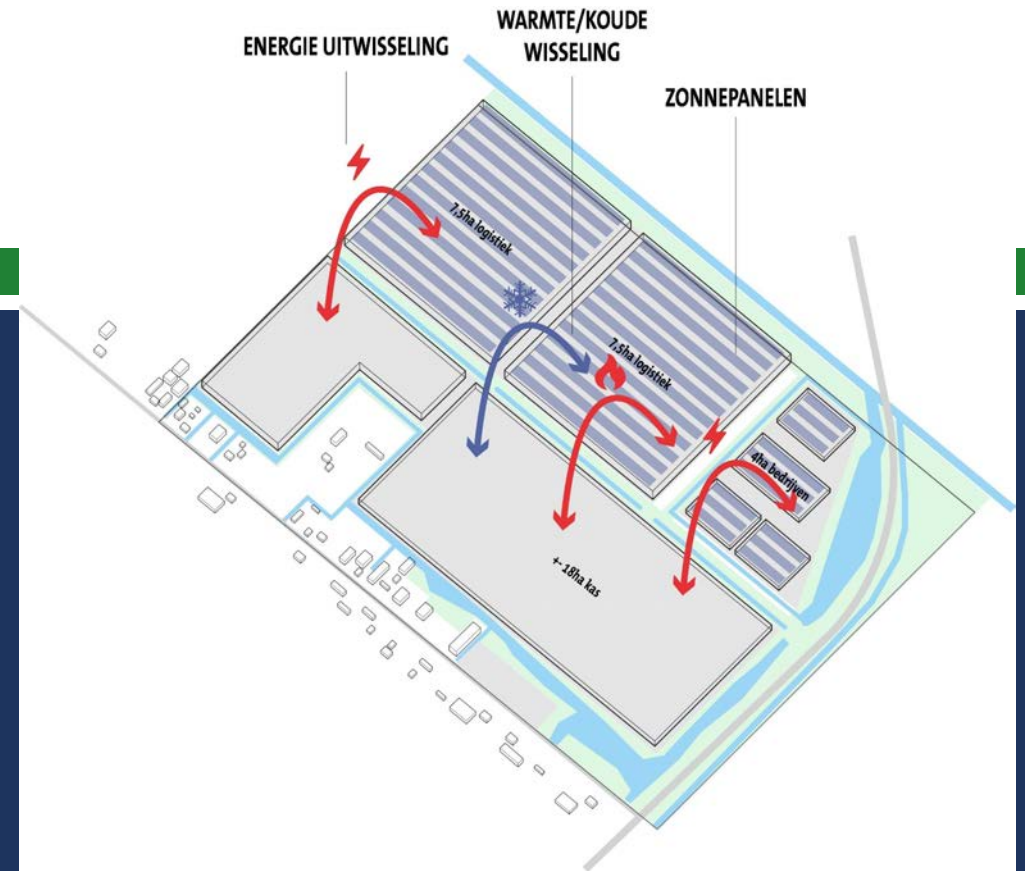 ENERGIE UITWISSELING
WARMTE/KOUDE
WISSELING
ZONNEPANELEN
7,5ha logistiek
7,5ha logistiek
4ha bedrijven
+- 18ha kas